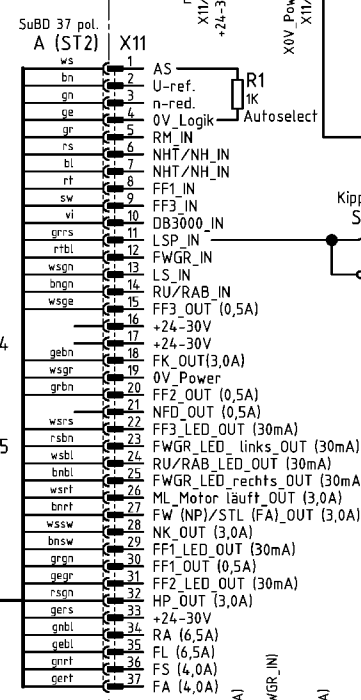 SuBD 37 pol.
A (ST2) X11
ws 1 AS
bn 2 U-ref.
gn 3 n-red.
ge 4 0V_Logik
R1
1K
Autoselect
gr 5 RM_IN
rs 6 NHT/NH_IN
bl 7 NHT/NH_IN
rt 8 FF1_IN
sw 9 FF3_IN
vi 10 DB3000_IN
grrs 11 LSP_IN
rtbl 12 FWGR_IN
wsgn 13 LS_IN
bngn 14 RU/RAB_IN
wsge 15 FF3_OUT (0,5A)
16 +24-30V
17 +24-30V
gebn 18 FK_OUT(3,0A)
wsgr 19 0V_Power
grbn 20 FF2_OUT (0,5A)
21 NFD_OUT (0,5A)
wsrs 22 FF3_LED_OUT (30mA)
rsbn 23 FWGR_LED_ links_OUT (30mA)
wsbl 24 RU/RAB_LED_OUT (30mA)
bnbl 25 FWGR_LED_rechts_OUT (30mA
wsrt 26 ML_Motor läuft_OUT (3,0A)
bnrt 27 FW (NP)/STL (FA)_OUT (3,0A)
wssw 28 NK_OUT (3,0A)
bnsw 29 FF1_LED_OUT (30mA)
grgn 30 FF1_OUT (0,5A)
gegr 31 FF2_LED_OUT (30mA)
rsgn 32 HP_OUT (3,0A)
gers 33 +24-30V
gnbl 34 RA (6,5A)
gebl 35 FL (6,5A)
gnrt 36 FS (4,0A)
gert 37 FA (4,0A)
X11/
+24-3
X0V_Pow
X11/
Kipp
S
4
5
WGR_IN)
A)
A)